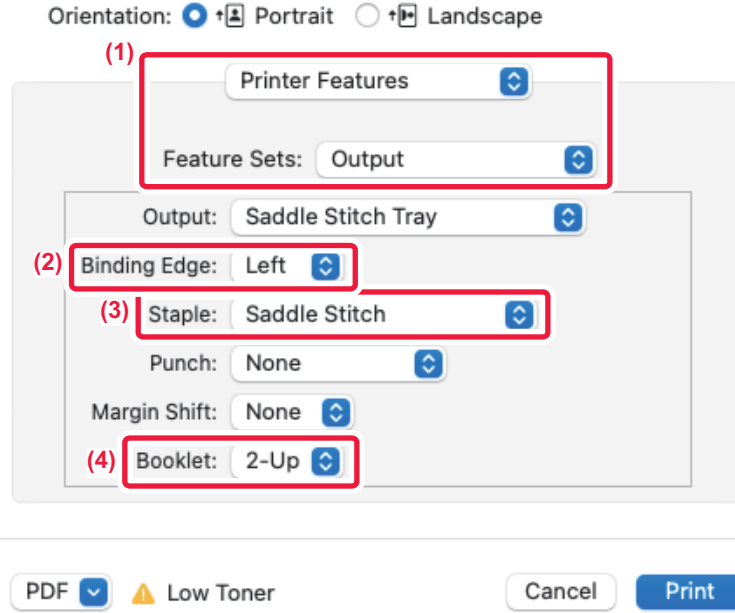 Orientation: Portrait Landscape
(1)
Printer Features
Feature Sets: Output
Output: Saddle Stitch Tray
(2) Binding Edge: Left
(3) Staple: Saddle Stitch
Punch: None
Margin Shift: None
(4) Booklet: 2-Up
PDF Low Toner Cancel Print